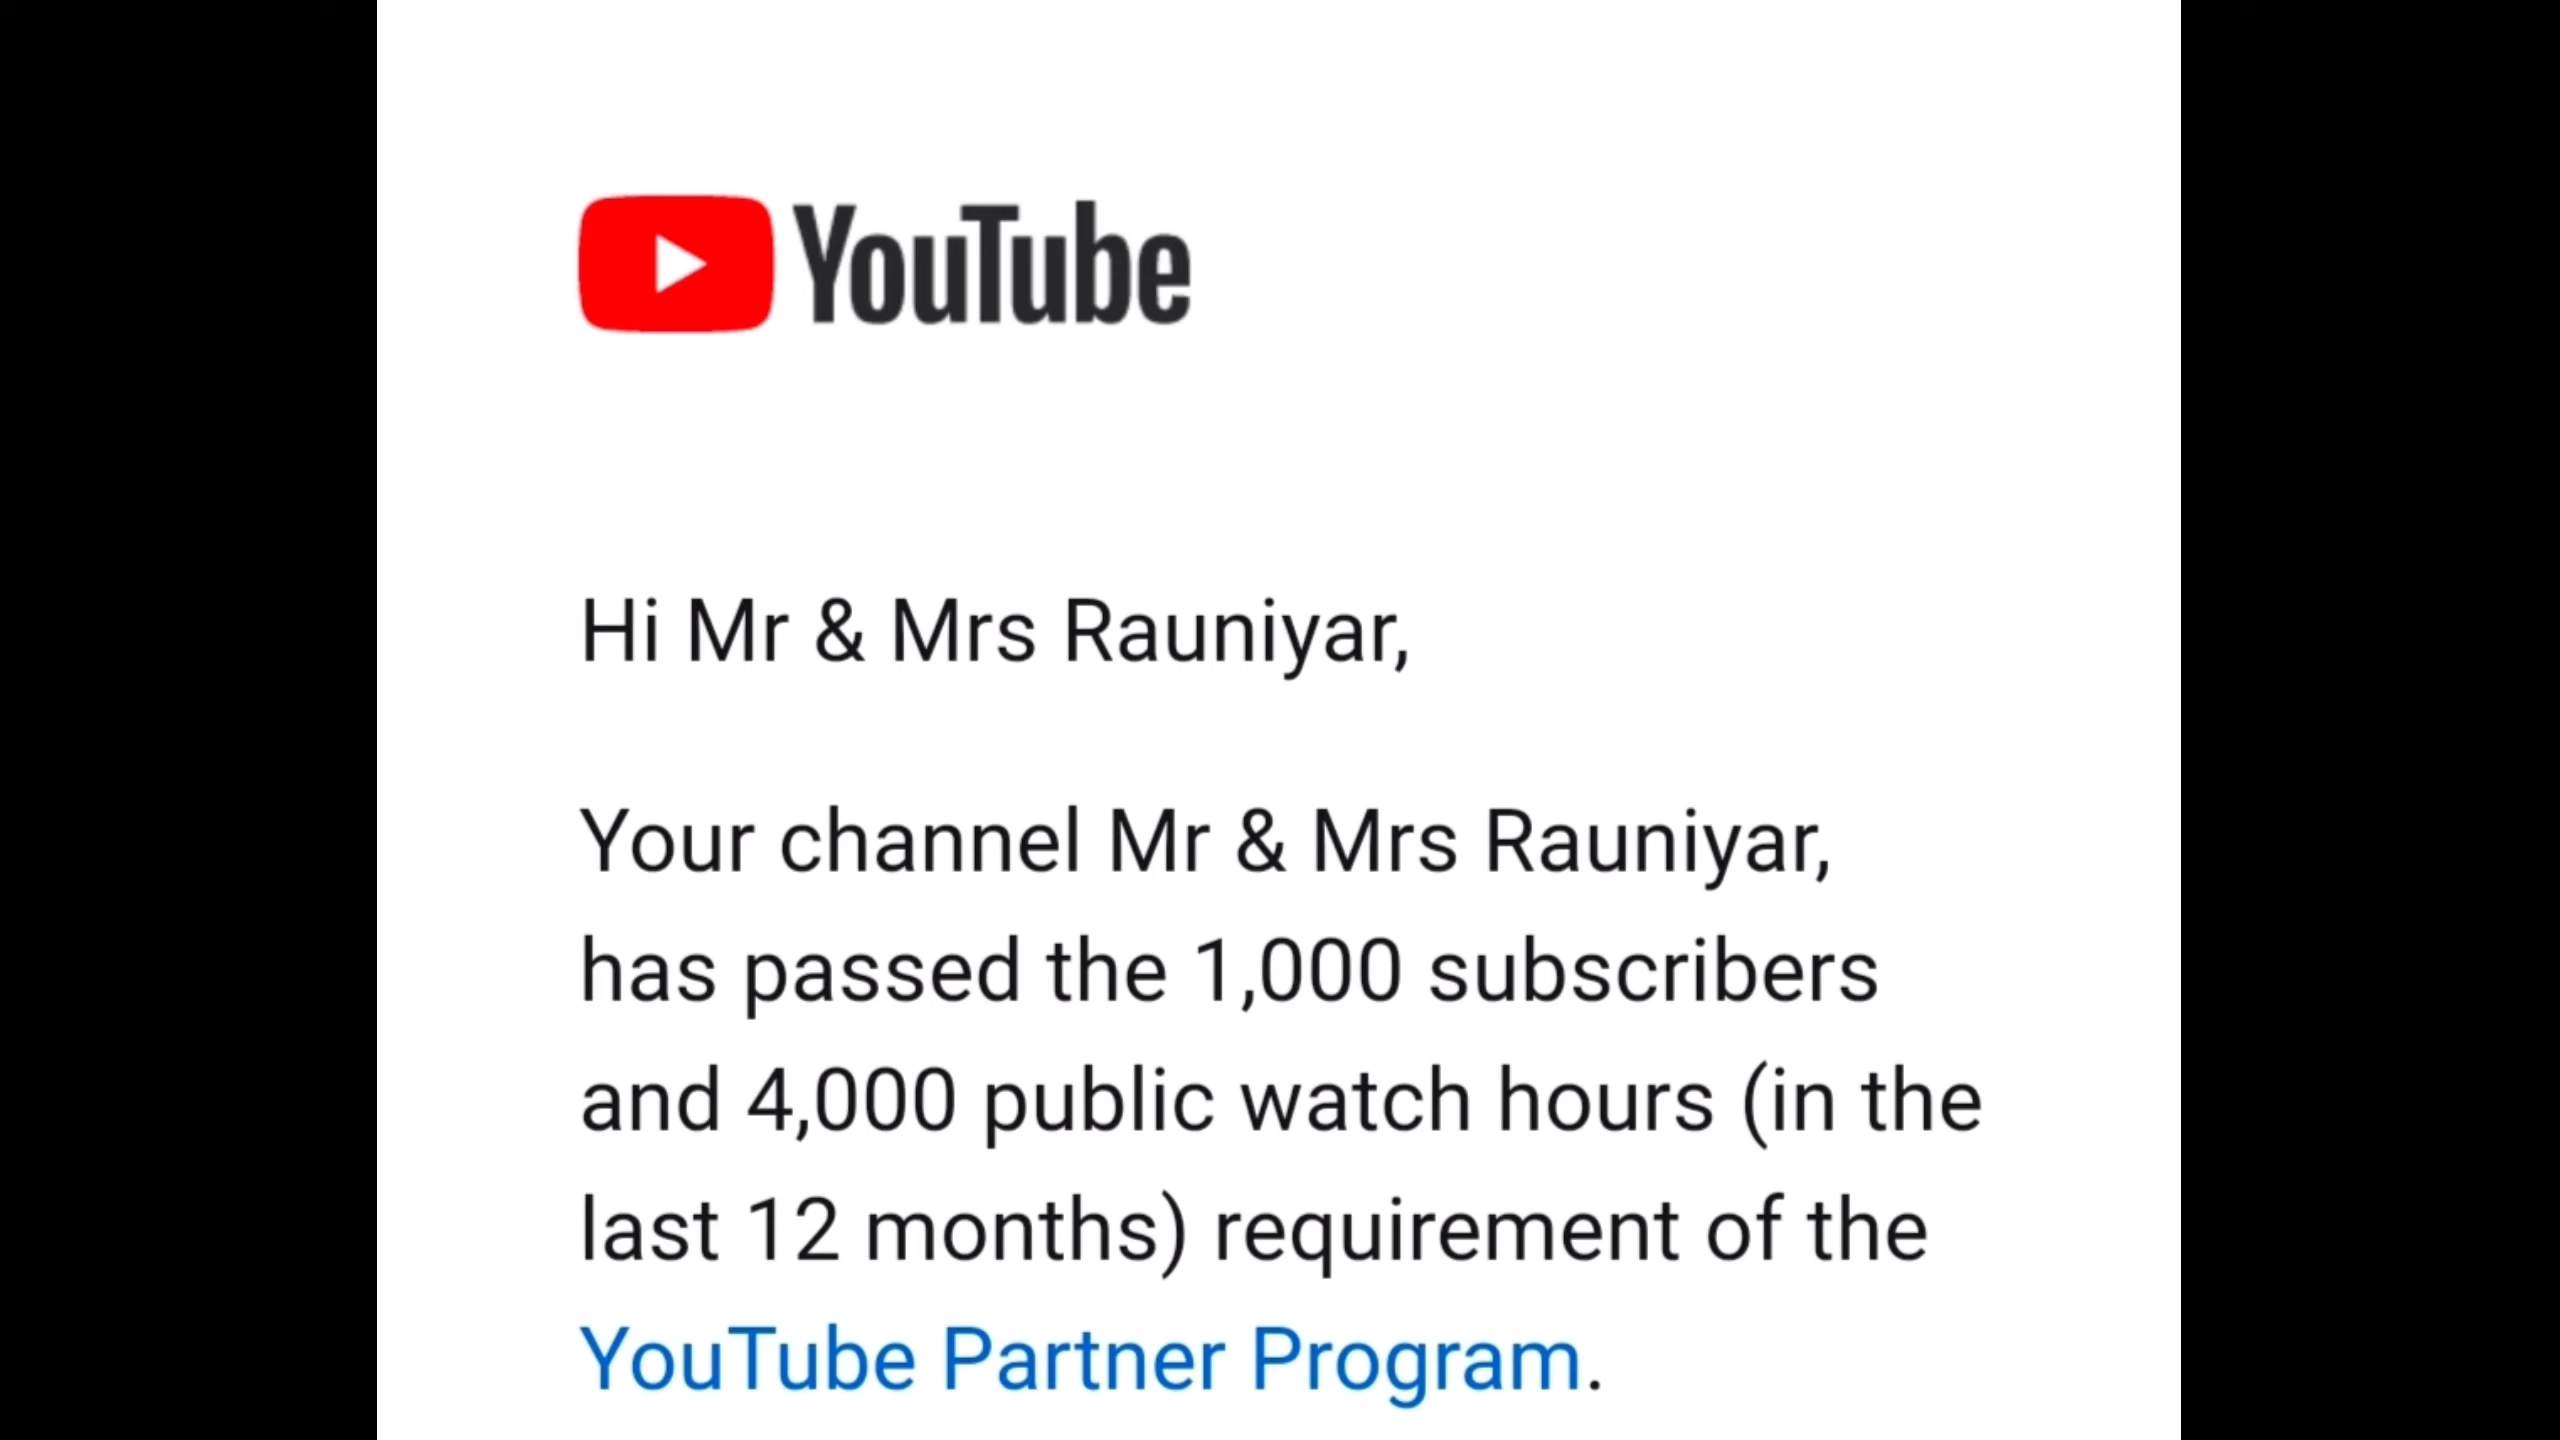 YouTube
Hi Mr & Mrs Rauniyar,
Your channel Mr & Mrs Rauniyar,
has passed the 1,000 subscribers
and 4,000 public watch hours (in the
last 12 months) requirement of the
YouTube Partner Program.